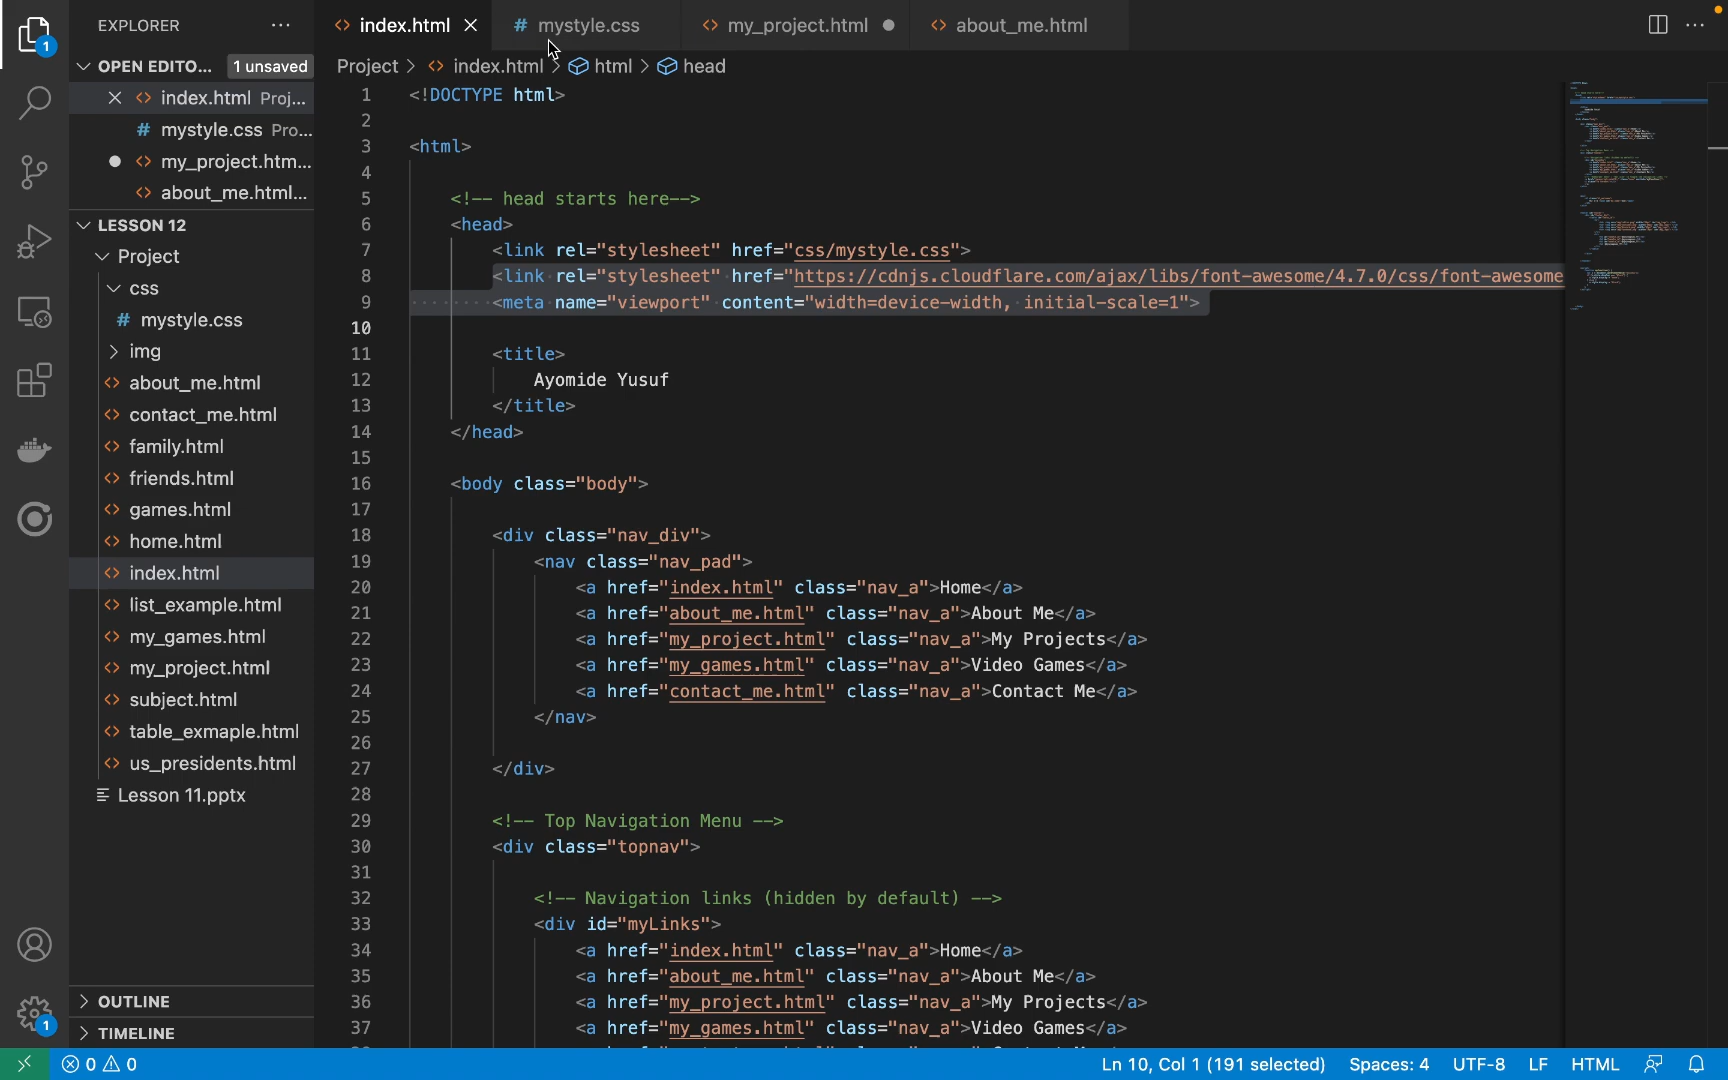 EXPLORER
index.html
# mystyle.css
my_project.html
about_me.html
OPEN EDITO... 1 unsaved
Project > index.html > html > head
index.html Proj...
# mystyle.css Pro...
my_project.htm...
about_me.html...
LESSON 12
Project
css
# mystyle.css
img
about_me.html
contact_me.html
family.html
friends.html
games.html
home.html
index.html
list_example.html
my_games.html
my_project.html
subject.html
table_exmaple.html
us_presidents.html
Lesson 11.pptx
OUTLINE
TIMELINE
1 <!DOCTYPE html>
2
3 <html>
4
5 <!-- head starts here-->
6 <head>
7 <link rel="stylesheet" href="css/mystyle.css">
8 <link rel="stylesheet" href="https://cdnjs.cloudflare.com/ajax/libs/font-awesome/4.7.0/css/font-awesome
9 <meta name="viewport" content="width=device-width, initial-scale=1">
10
11 <title>
12 Ayomide Yusuf
13 </title>
14 </head>
15
16 <body class="body">
17
18 <div class="nav_div">
19 <nav class="nav_pad">
20 <a href="index.html" class="nav_a">Home</a>
21 <a href="about_me.html" class="nav_a">About Me</a>
22 <a href="my_project.html" class="nav_a">My Projects</a>
23 <a href="my_games.html" class="nav_a">Video Games</a>
24 <a href="contact_me.html" class="nav_a">Contact Me</a>
25 </nav>
26
27 </div>
28
29 <!-- Top Navigation Menu -->
30 <div class="topnav">
31
32 <!-- Navigation links (hidden by default) -->
33 <div id="myLinks">
34 <a href="index.html" class="nav_a">Home</a>
35 <a href="about_me.html" class="nav_a">About Me</a>
36 <a href="my_project.html" class="nav_a">My Projects</a>
37 <a href="my_games.html" class="nav_a">Video Games</a>
1
1
0 0
Ln 10, Col 1 (191 selected) Spaces: 4 UTF-8 LF HTML